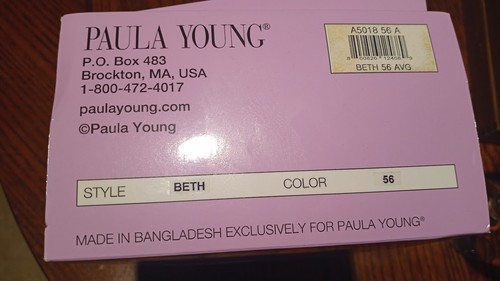 PAULA YOUNG®
P.O. Box 483
Brockton, MA, USA
1-800-472-4017
paulayoung.com
©Paula Young
A5018 56 A
BETH 56 AVG
STYLE BETH COLOR 56
MADE IN BANGLADESH EXCLUSIVELY FOR PAULA YOUNG®